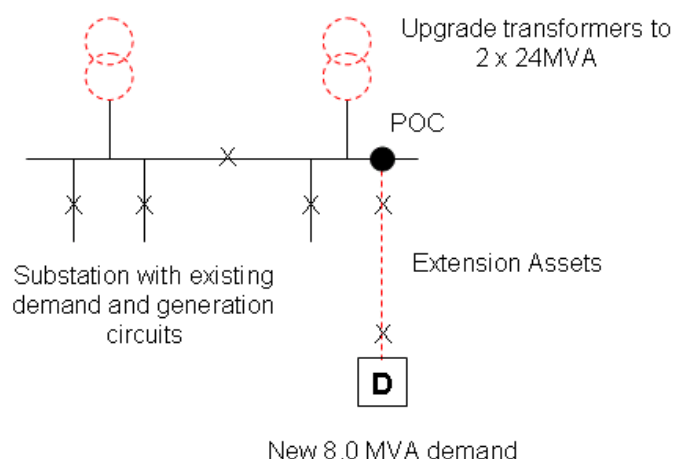 Upgrade transformers to
2 x 24MVA
POC
Substation with existing
demand and generation
circuits
Extension Assets
D
New 8.0 MVA demand